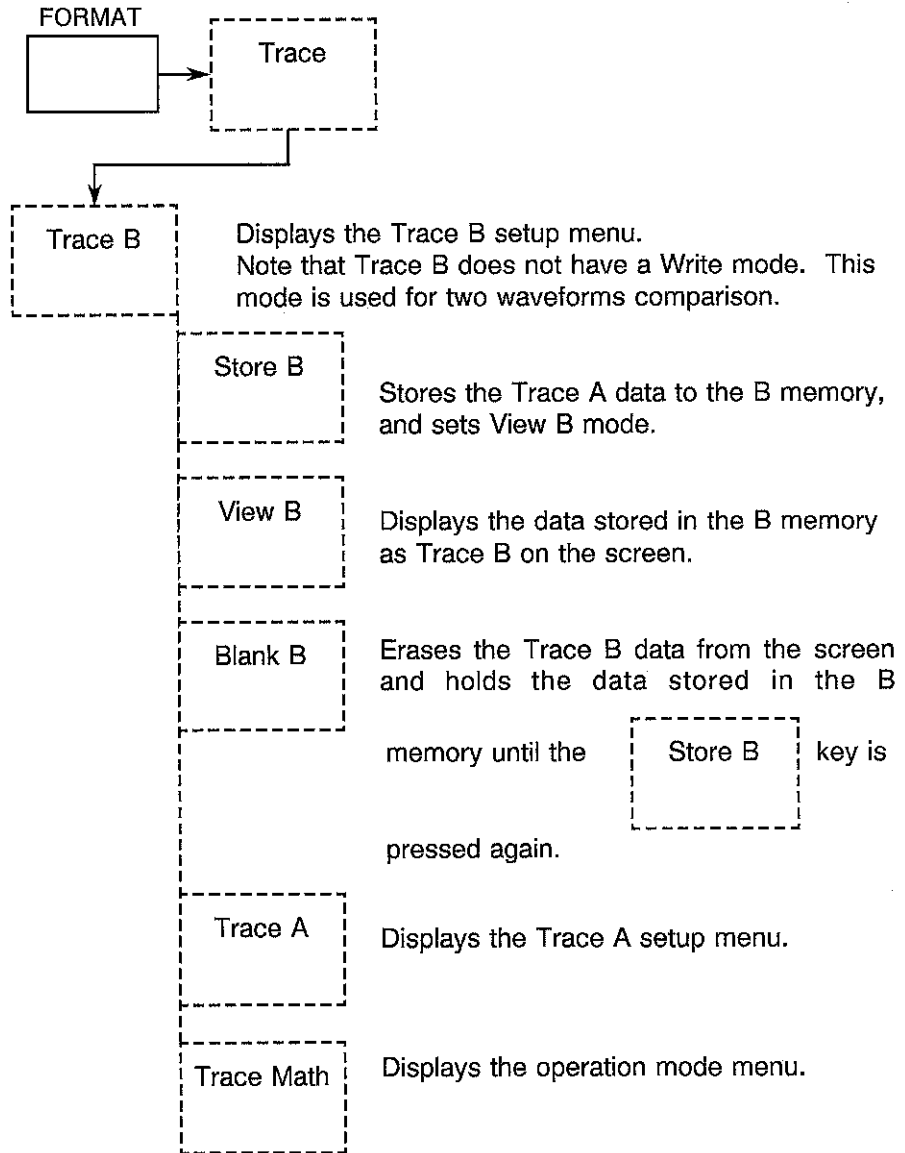 FORMAT
Trace
Trace B
Displays the Trace B setup menu.
Note that Trace B does not have a Write mode. This
mode is used for two waveforms comparison.
Store B
Stores the Trace A data to the B memory,
and sets View B mode.
View B
Displays the data stored in the B memory
as Trace B on the screen.
Blank B
Erases the Trace B data from the screen
and holds the data stored in the B
memory until the Store B key is
pressed again.
Trace A
Displays the Trace A setup menu.
Trace Math
Displays the operation mode menu.